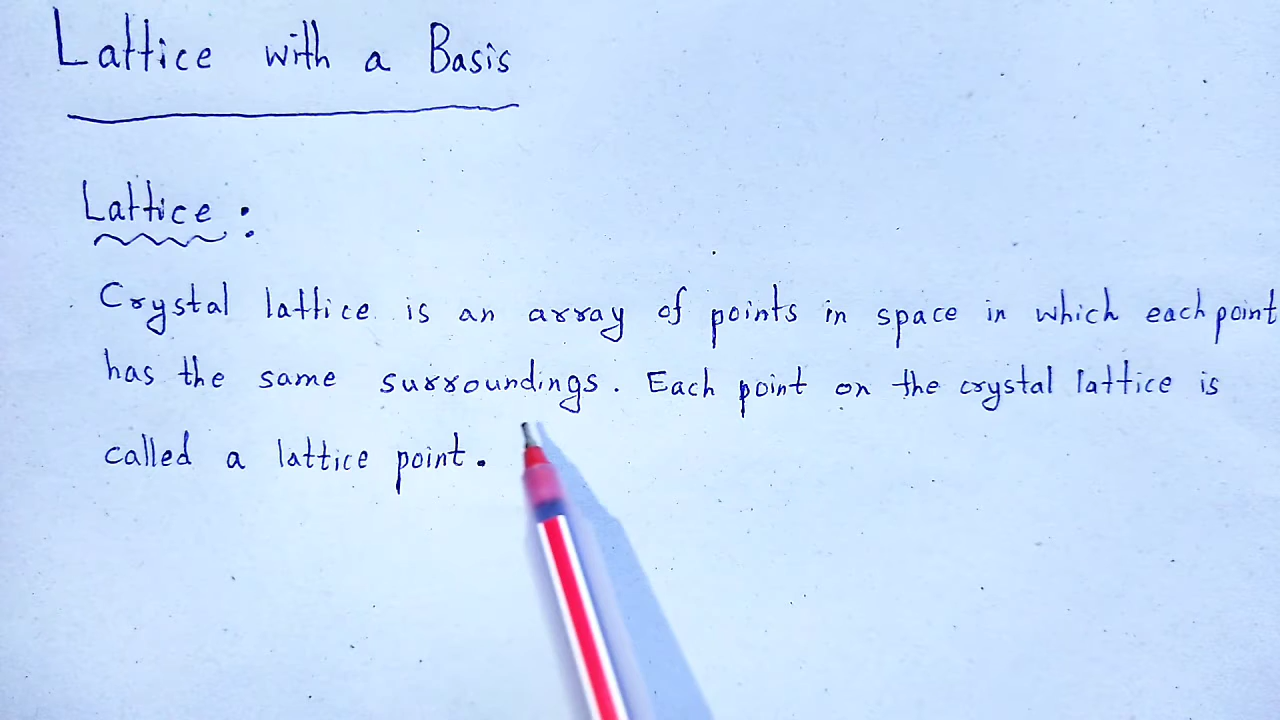 Lattice with a Basis
Lattice :
Crystal lattice is an array of points in space in which each point
has the same surroundings. Each point on the crystal lattice is
called a lattice point.